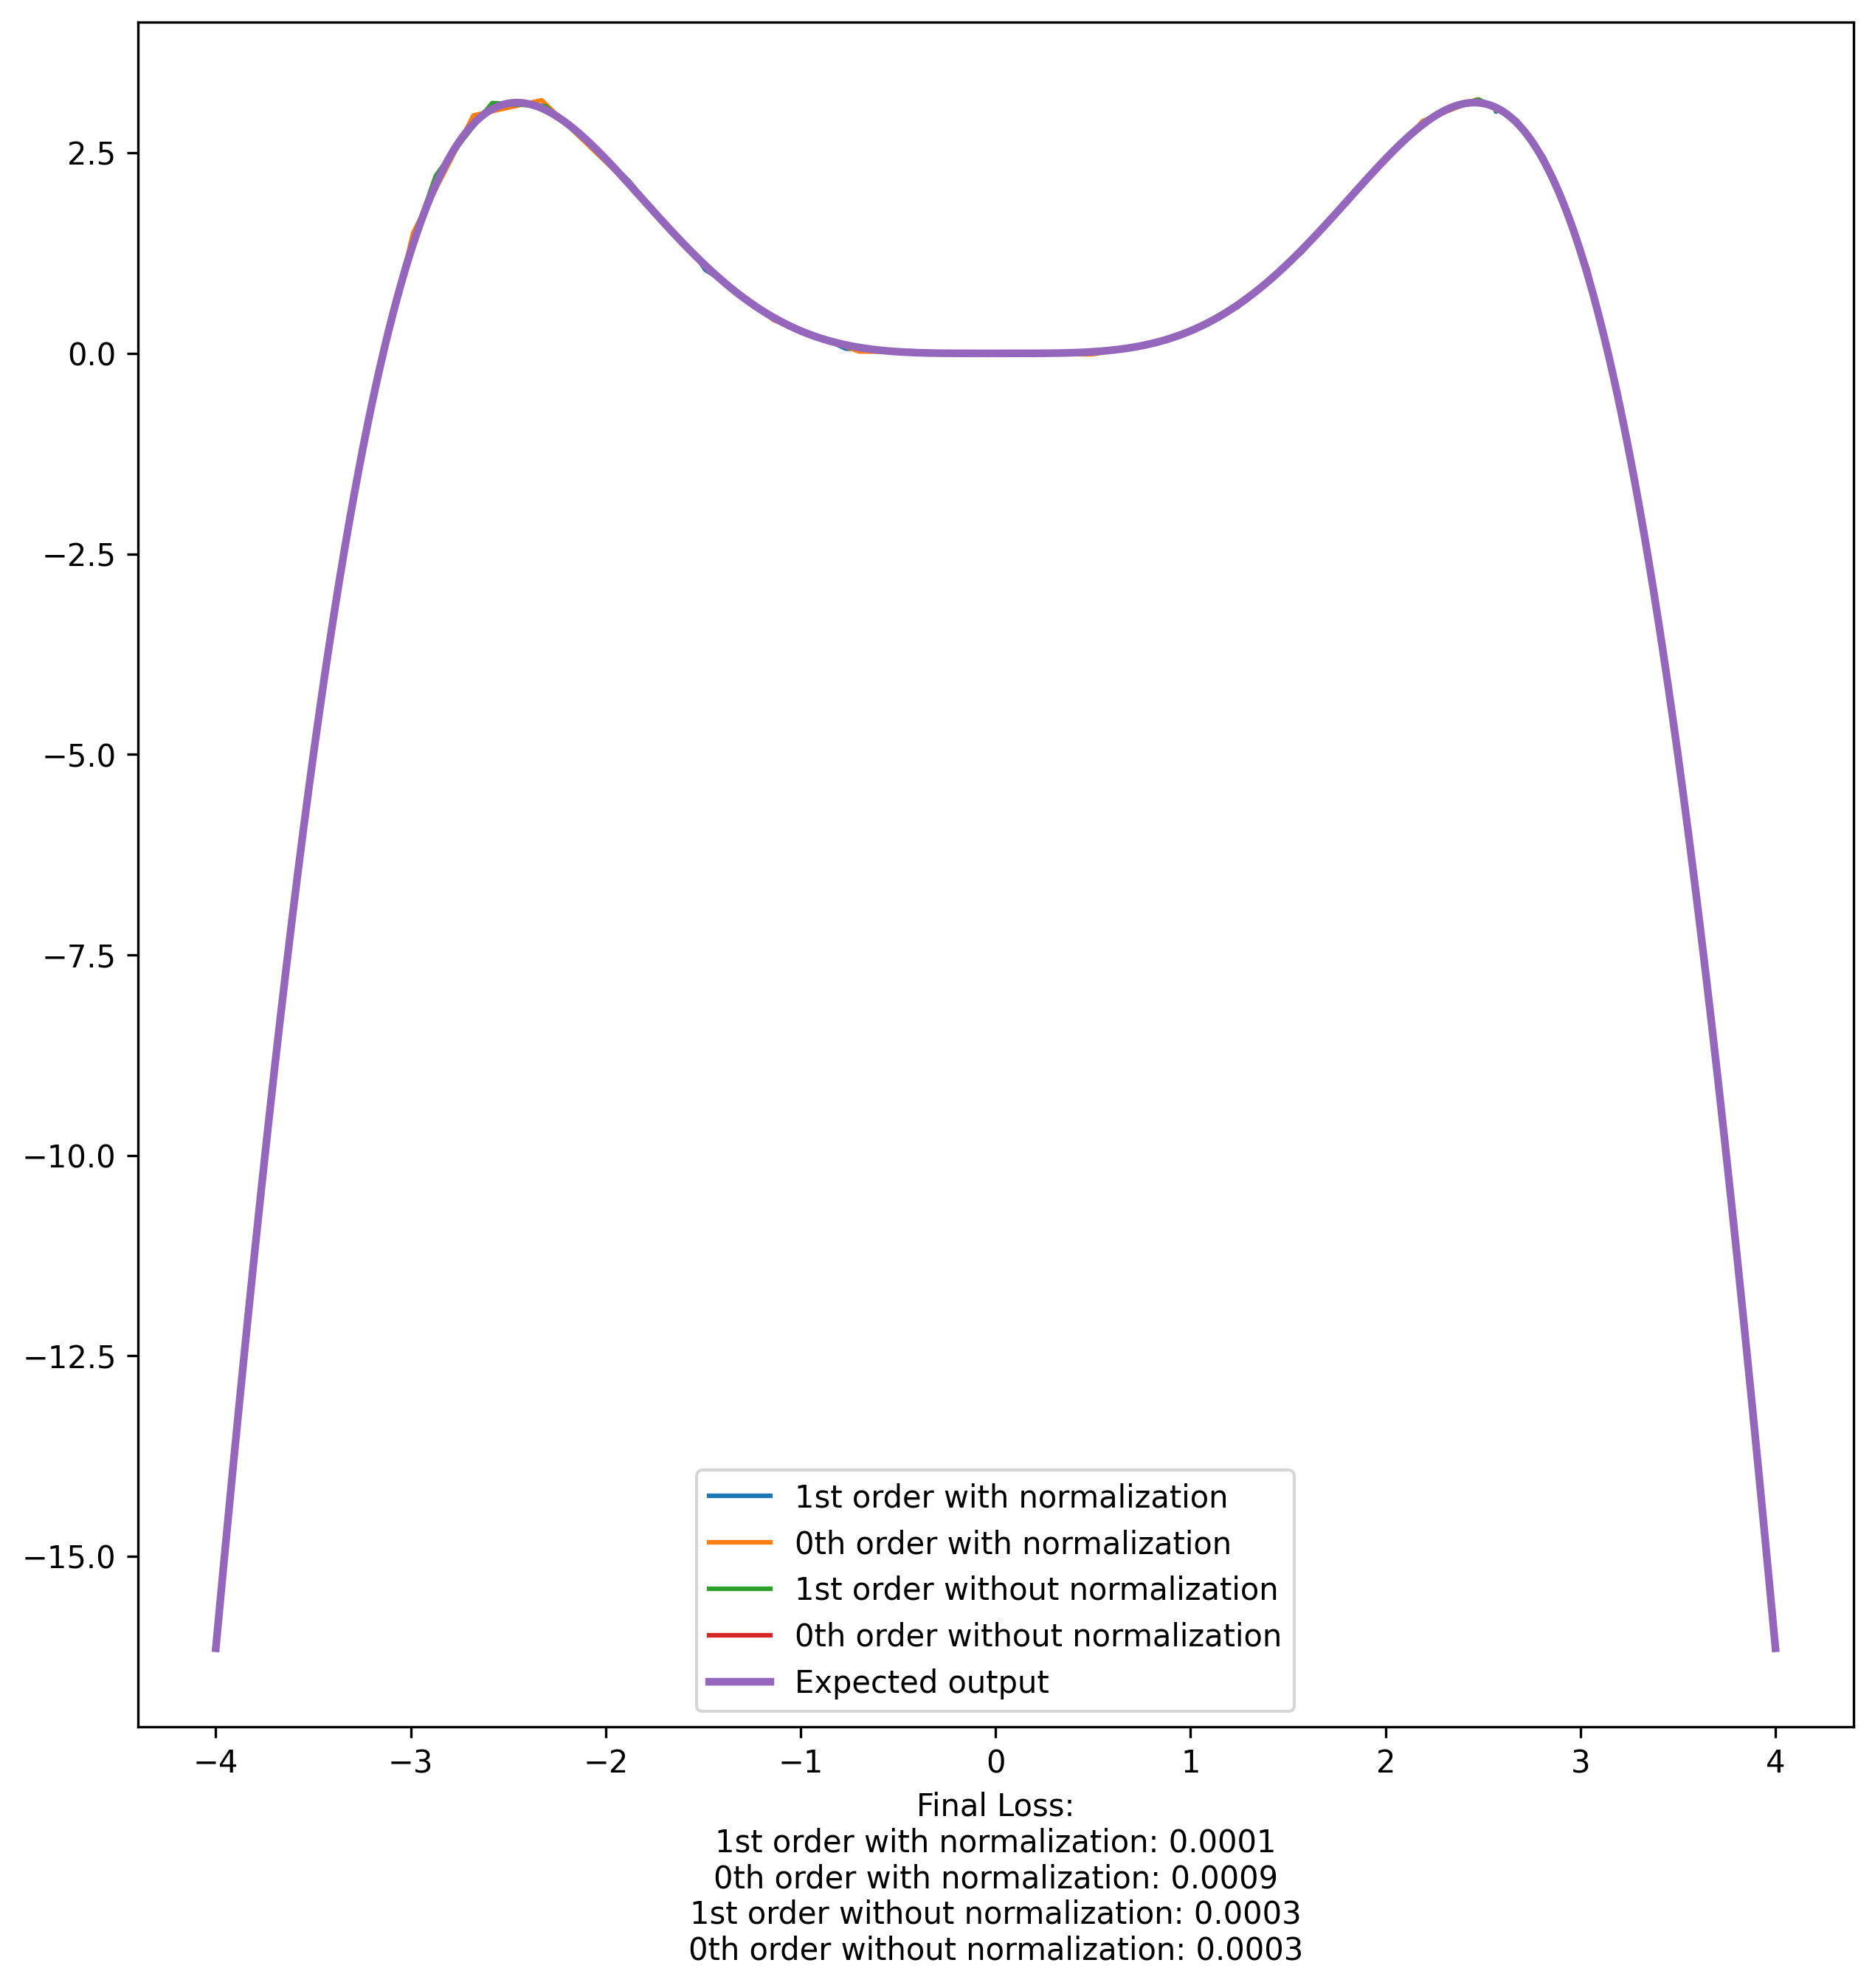 2.5
0.0
−2.5
−5.0
−7.5
−10.0
−12.5
−15.0
1st order with normalization
0th order with normalization
1st order without normalization
0th order without normalization
Expected output
−4 −3 −2 −1 0 1 2 3 4
Final Loss:
1st order with normalization: 0.0001
0th order with normalization: 0.0009
1st order without normalization: 0.0003
0th order without normalization: 0.0003